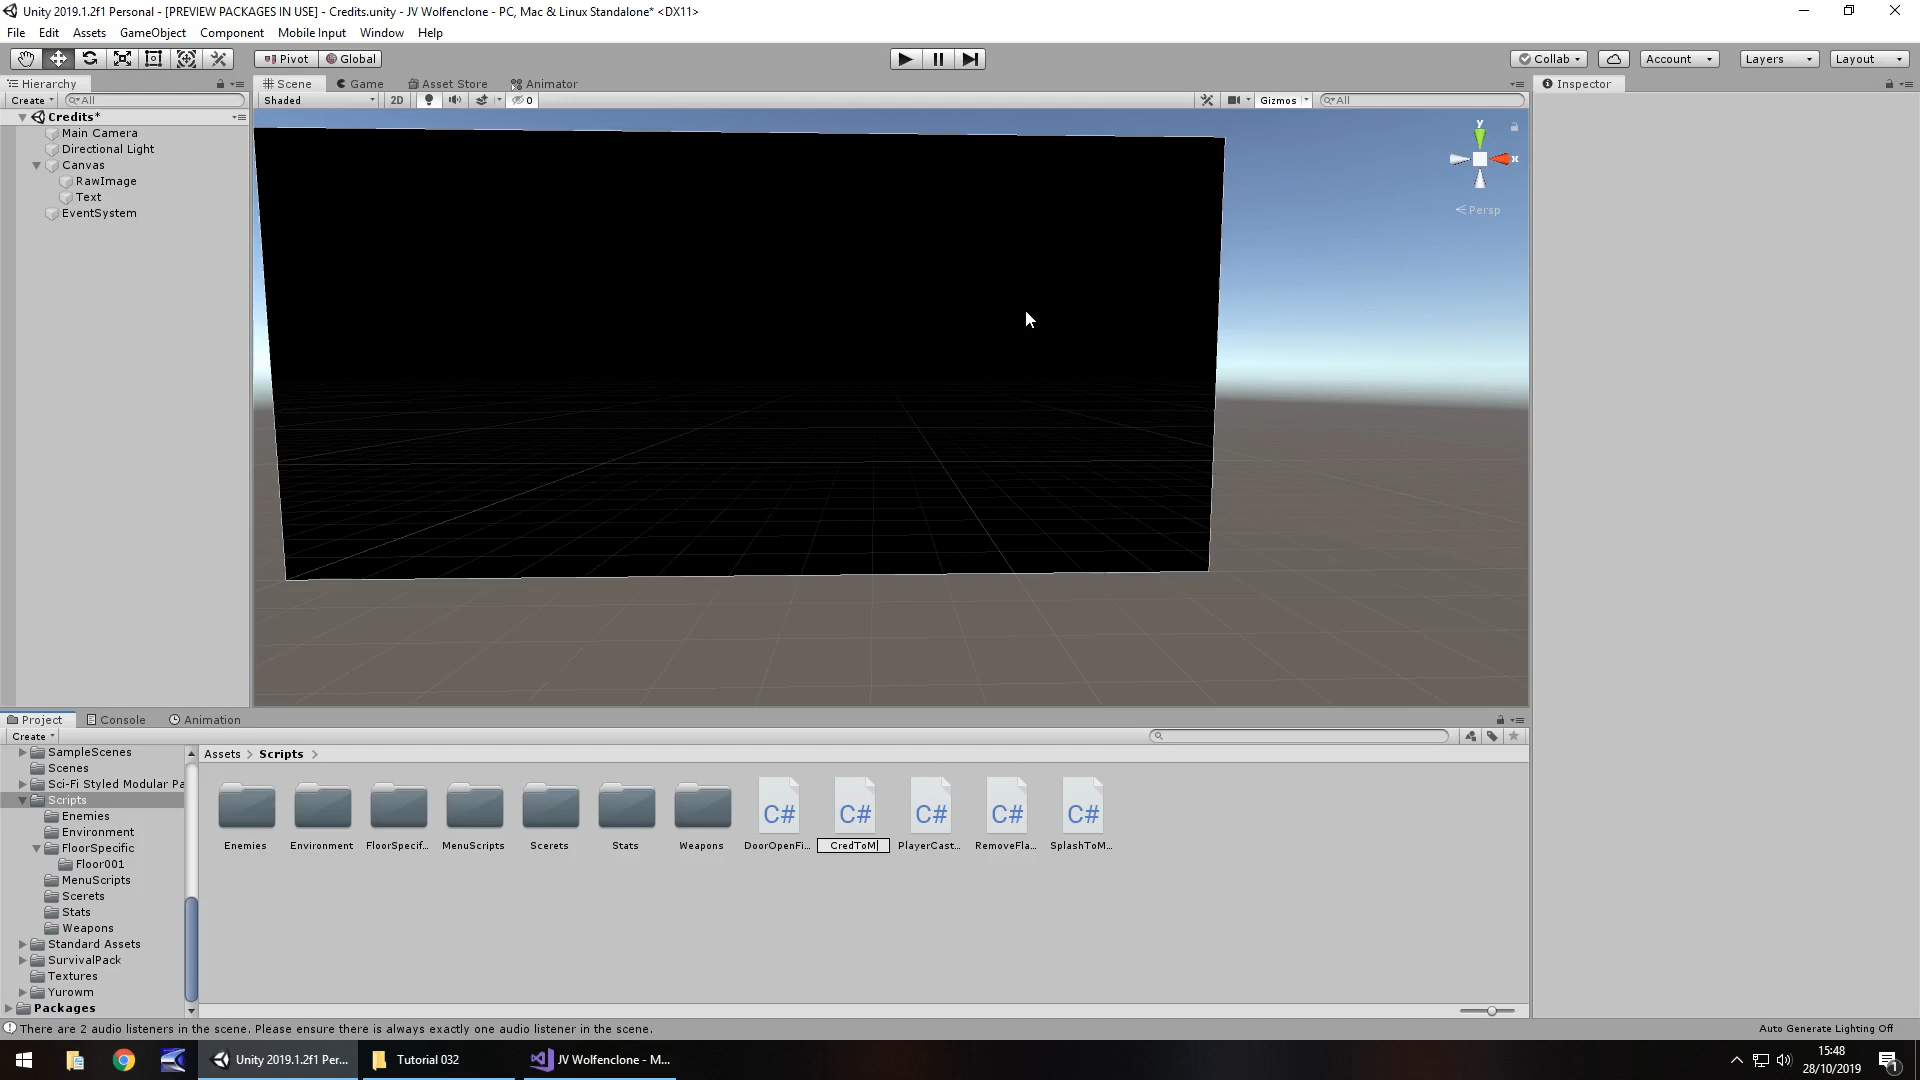 Unity 2019.1.2f1 Personal - [PREVIEW PACKAGES IN USE] - Credits.unity - JV Wolfenclone - PC, Mac & Linux Standalone* <DX11>
File Edit Assets GameObject Component Mobile Input Window Help
Pivot Global Collab Account Layers Layout
Hierarchy Scene Game Asset Store Animator Inspector
Create All Shaded 2D 0 Gizmos All
Credits*
Main Camera
Directional Light
Canvas
RawImage
Text
EventSystem
y
x
Persp
Project Console Animation
Create
SampleScenes
Scenes
Sci-Fi Styled Modular Pa
Scripts
Enemies
Environment
FloorSpecific
Floor001
MenuScripts
Scerets
Stats
Weapons
Standard Assets
SurvivalPack
Textures
Yurowm
Packages
Assets > Scripts >
C# C# C# C# C#
Enemies Environment FloorSpecif... MenuScripts Scerets Stats Weapons DoorOpenFi... CredToM PlayerCast... RemoveFla... SplashToM...
There are 2 audio listeners in the scene. Please ensure there is always exactly one audio listener in the scene.
Auto Generate Lighting Off
Unity 2019.1.2f1 Per... Tutorial 032 JV Wolfenclone - M...
15:48
28/10/2019
1